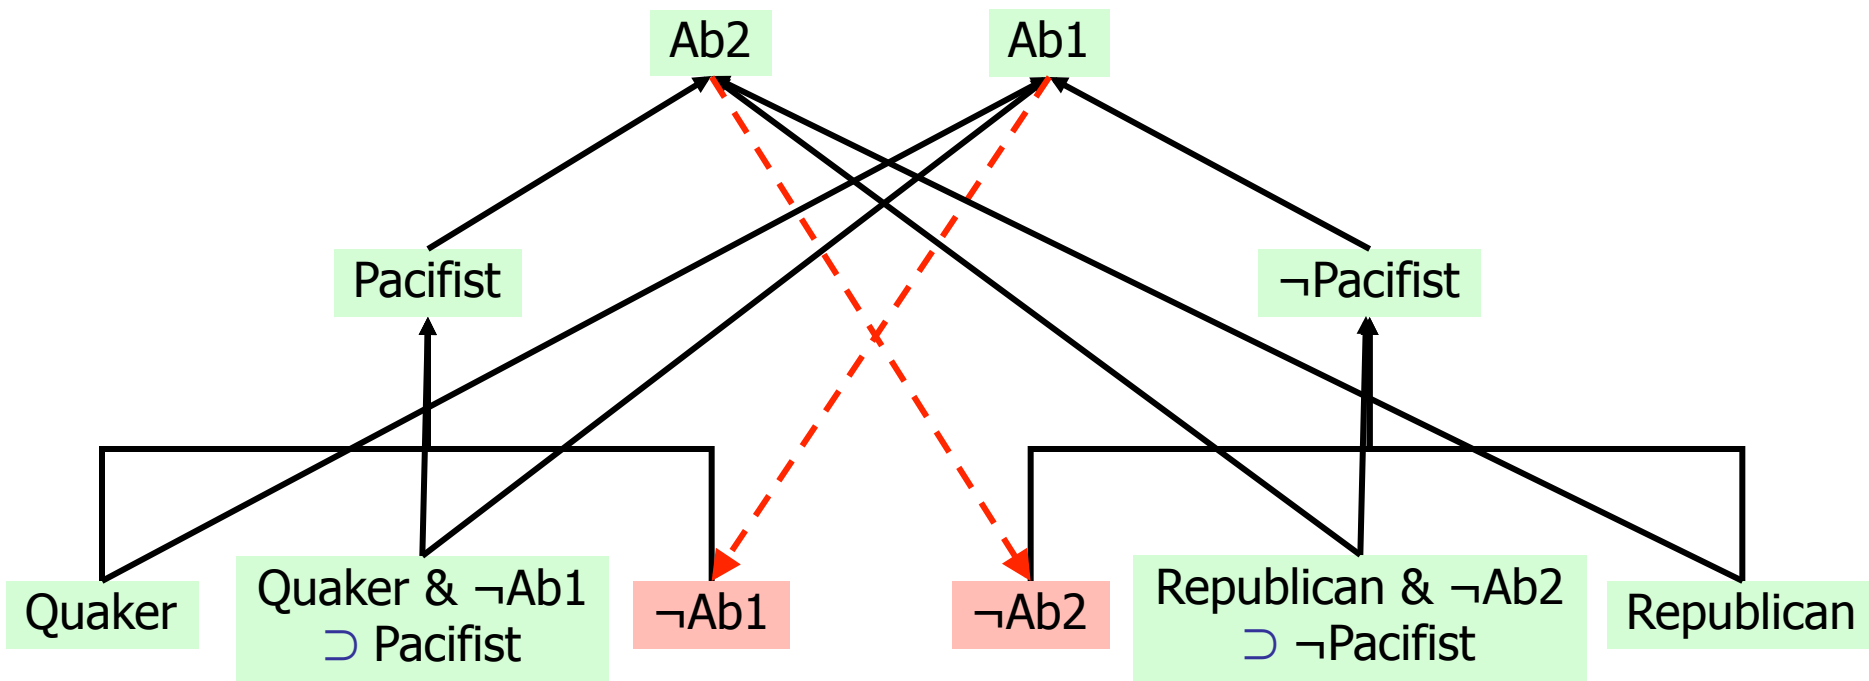 Ab2
Ab1
Pacifist
¬Pacifist
Quaker
Quaker & ¬Ab1
⊃ Pacifist
¬Ab1
¬Ab2
Republican & ¬Ab2
⊃ ¬Pacifist
Republican